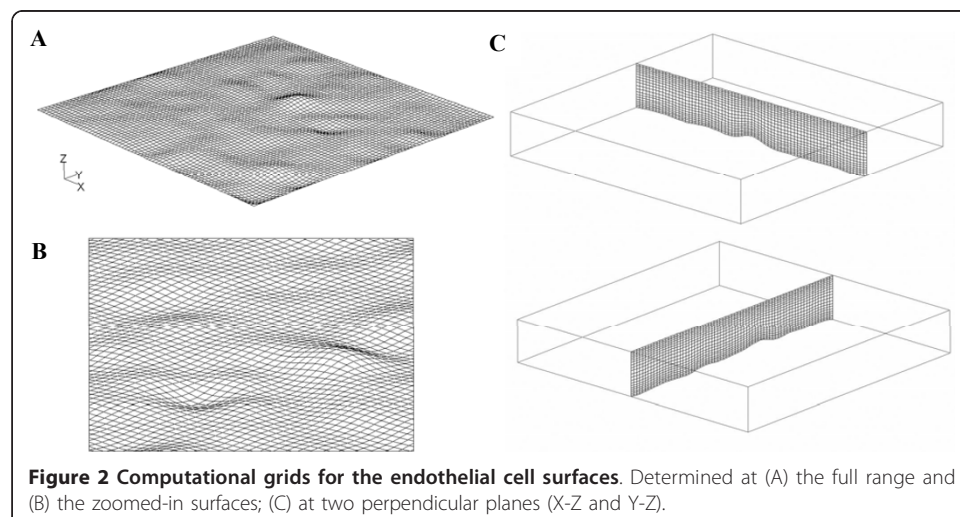 A
C
Z
Y
X
B
Figure 2 Computational grids for the endothelial cell surfaces. Determined at (A) the full range and
(B) the zoomed-in surfaces; (C) at two perpendicular planes (X-Z and Y-Z).